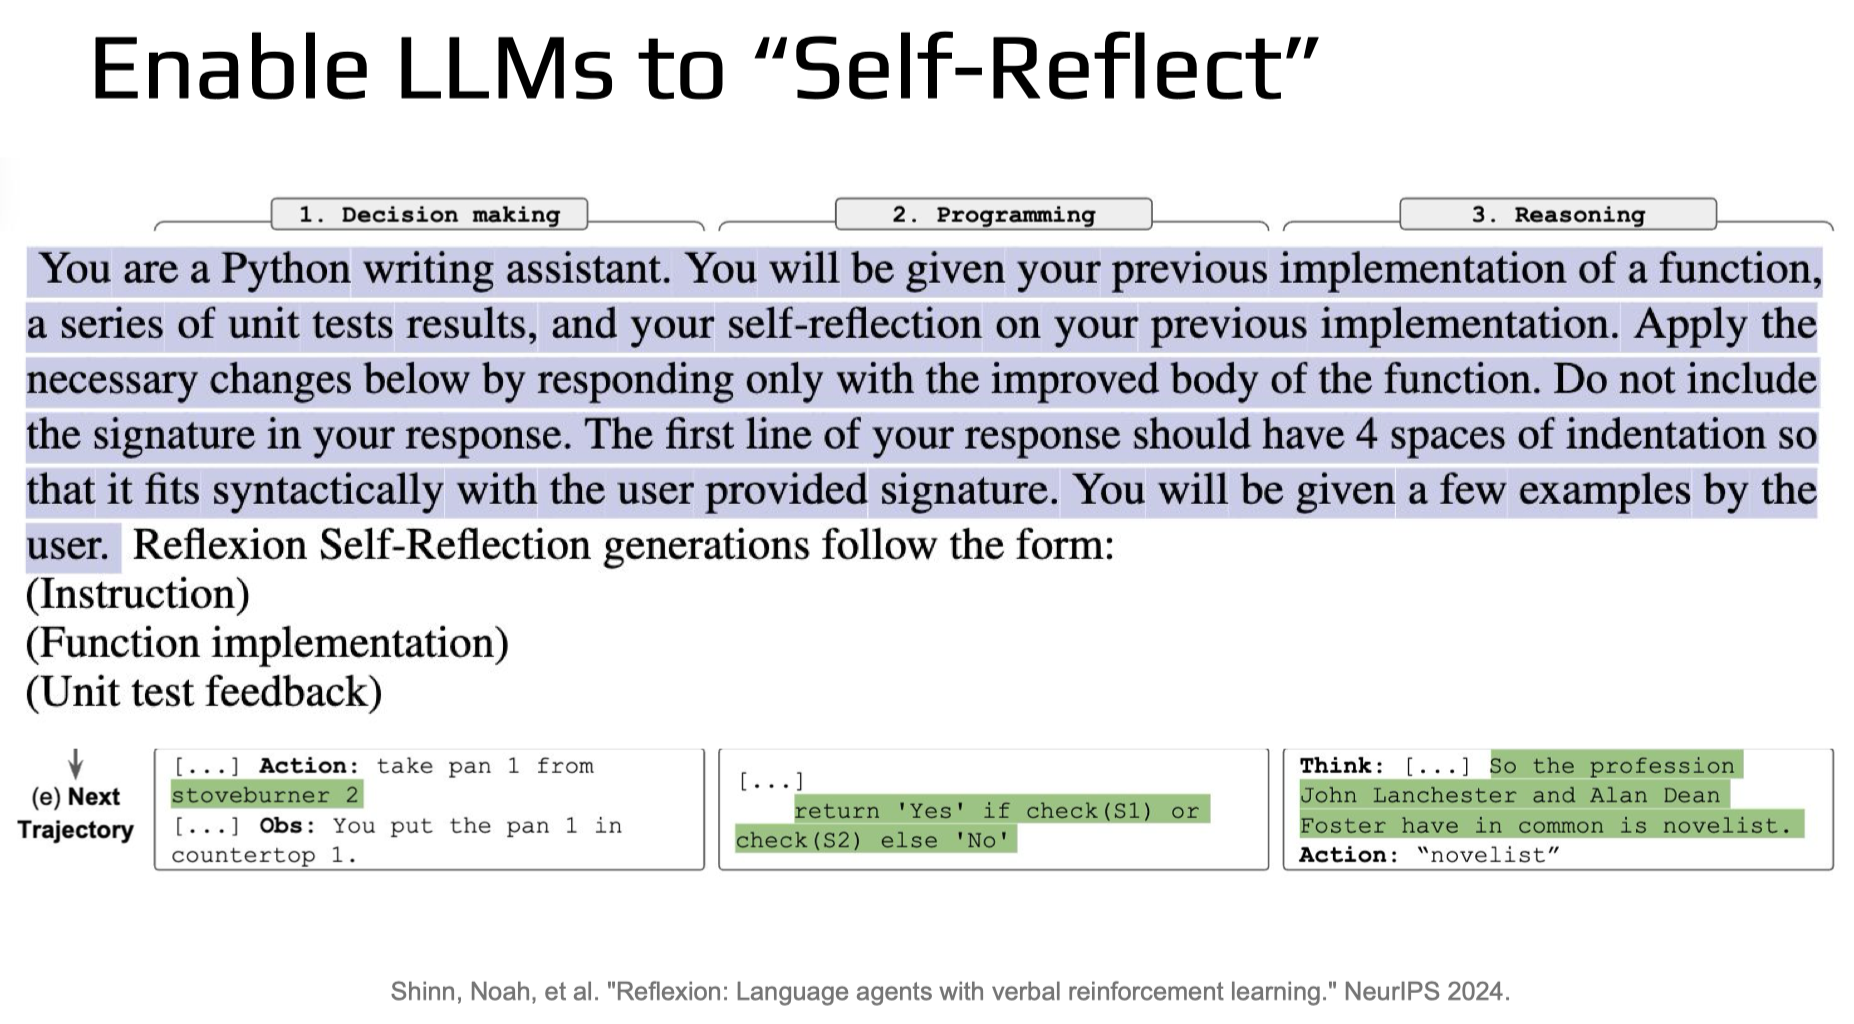 Enable LLMs to “Self-Reflect”
1. Decision making
2. Programming
3. Reasoning
You are a Python writing assistant. You will be given your previous implementation of a function,
a series of unit tests results, and your self-reflection on your previous implementation. Apply the
necessary changes below by responding only with the improved body of the function. Do not include
the signature in your response. The first line of your response should have 4 spaces of indentation so
that it fits syntactically with the user provided signature. You will be given a few examples by the
user. Reflexion Self-Reflection generations follow the form:
(Instruction)
(Function implementation)
(Unit test feedback)
(e) Next
Trajectory
[...] Action: take pan 1 from
stoveburner 2
[...] Obs: You put the pan 1 in
countertop 1.
[...]
return 'Yes' if check(S1) or
check(S2) else 'No'
Think: [...] So the profession
John Lanchester and Alan Dean
Foster have in common is novelist.
Action: “novelist”
Shinn, Noah, et al. "Reflexion: Language agents with verbal reinforcement learning." NeurIPS 2024.